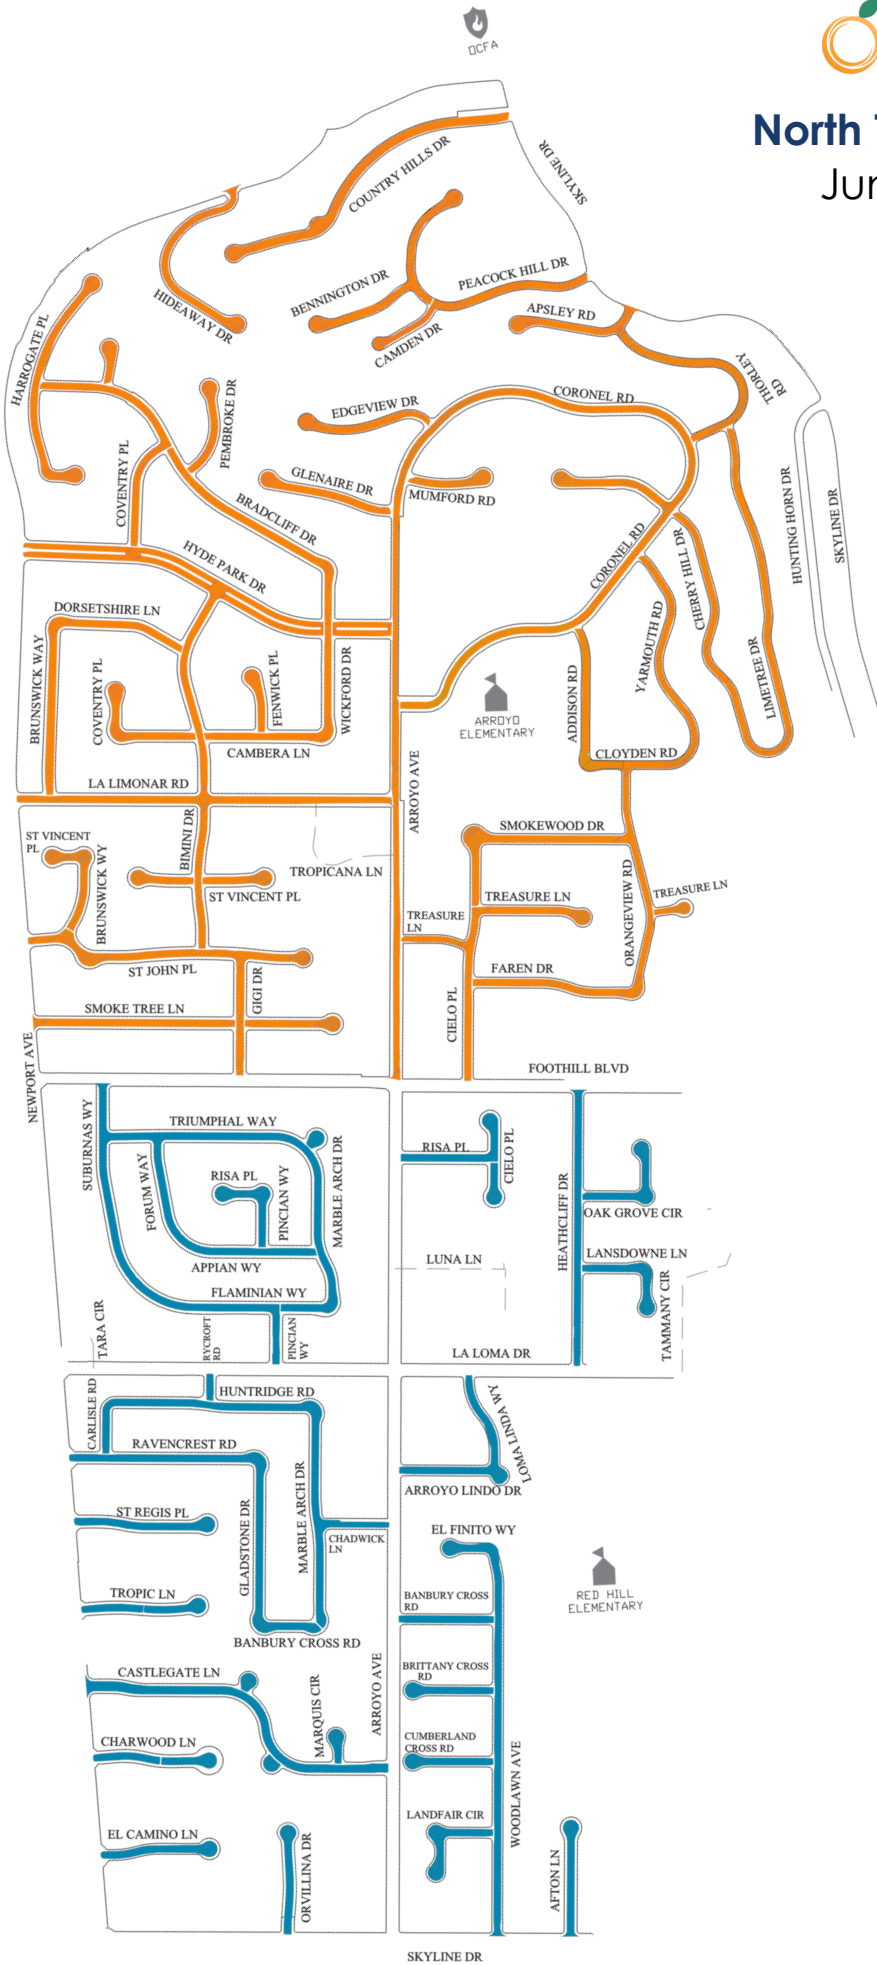 OCFA
North
Jun
SKYLINE DR
COUNTRY HILLS DR
HIDEAWAY DR
BENNINGTON DR
PEACOCK HILL DR
CAMDEN DR
APSLEY RD
HARROGATE PL
THORLEY
RD
PEMBROKE DR
EDGEVIEW DR
CORONEL RD
COVENTRY PL
GLENAIRE DR
MUMFORD RD
BRADCLIFF DR
HUNTING HORN DR
SKYLINE DR
CORONEL RD
CHERRY HILL DR
HYDE PARK DR
DORSETSHIRE LN
YARMOUTH RD
BRUNSWICK WAY
COVENTRY PL
FENWICK PL
WICKFORD DR
ARROYO
ELEMENTARY
ADDISON RD
LIMETREE DR
CAMBERA LN
CLOYDEN RD
LA LIMONAR RD
ARROYO AVE
ST VINCENT
PL
BRUNSWICK WY
BIMINI DR
TROPICANA LN
SMOKEWOOD DR
ST VINCENT PL
TREASURE LN
TREASURE
LN
ORANGEVIEW RD
TREASURE LN
ST JOHN PL
GIGI DR
FAREN DR
SMOKE TREE LN
CIELO PL
NEWPORT AVE
FOOTHILL BLVD
SUBURNAS WY
TRIUMPHAL WAY
FORUM WAY
RISA PL
PINCIAN WY
MARBLE ARCH DR
RISA PL
CIELO PL
HEATHCLIFF DR
OAK GROVE CIR
APPIAN WY
LUNA LN
LANSDOWNE LN
FLAMINIAN WY
TAMMANY CIR
TARA CIR
RYCROFT
RD
PINCIAN
WY
LA LOMA DR
CARLISLE RD
HUNTRIDGE RD
LOMA LINDA WY
RAVENCREST RD
MARBLE ARCH DR
ARROYO LINDO DR
ST REGIS PL
GLADSTONE DR
CHADWICK
LN
EL FINITO WY
TROPIC LN
BANBURY CROSS
RD
RED HILL
ELEMENTARY
BANBURY CROSS RD
CASTLEGATE LN
MARQUIS CIR
ARROYO AVE
BRITTANY CROSS
RD
CHARWOOD LN
CUMBERLAND
CROSS RD
WOODLAWN AVE
EL CAMINO LN
ORVILLINA DR
LANDFAIR CIR
AFTON LN
SKYLINE DR